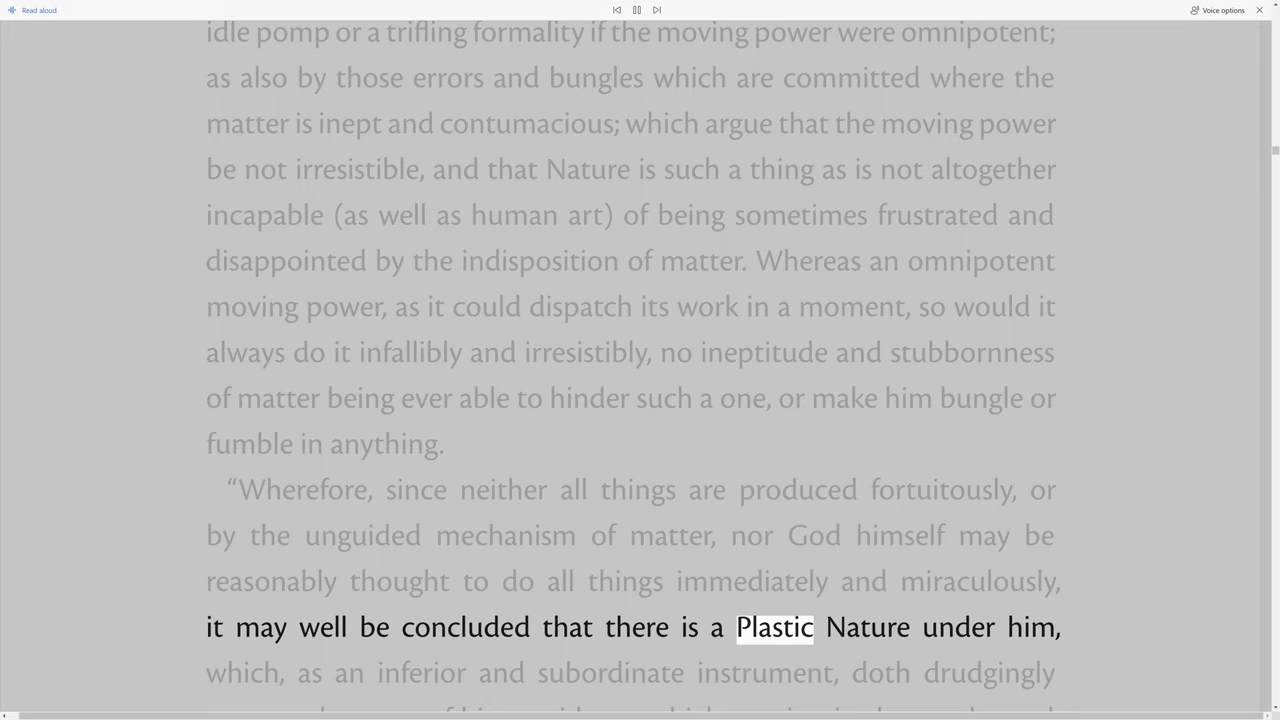 Read aloud
Voice options
idle pomp or a trifling formality if the moving power were omnipotent;
as also by those errors and bungles which are committed where the
matter is inept and contumacious; which argue that the moving power
be not irresistible, and that Nature is such a thing as is not altogether
incapable (as well as human art) of being sometimes frustrated and
disappointed by the indisposition of matter. Whereas an omnipotent
moving power, as it could dispatch its work in a moment, so would it
always do it infallibly and irresistibly, no ineptitude and stubbornness
of matter being ever able to hinder such a one, or make him bungle or
fumble in anything.
“Wherefore, since neither all things are produced fortuitously, or
by the unguided mechanism of matter, nor God himself may be
reasonably thought to do all things immediately and miraculously,
it may well be concluded that there is a Plastic Nature under him,
which, as an inferior and subordinate instrument, doth drudgingly